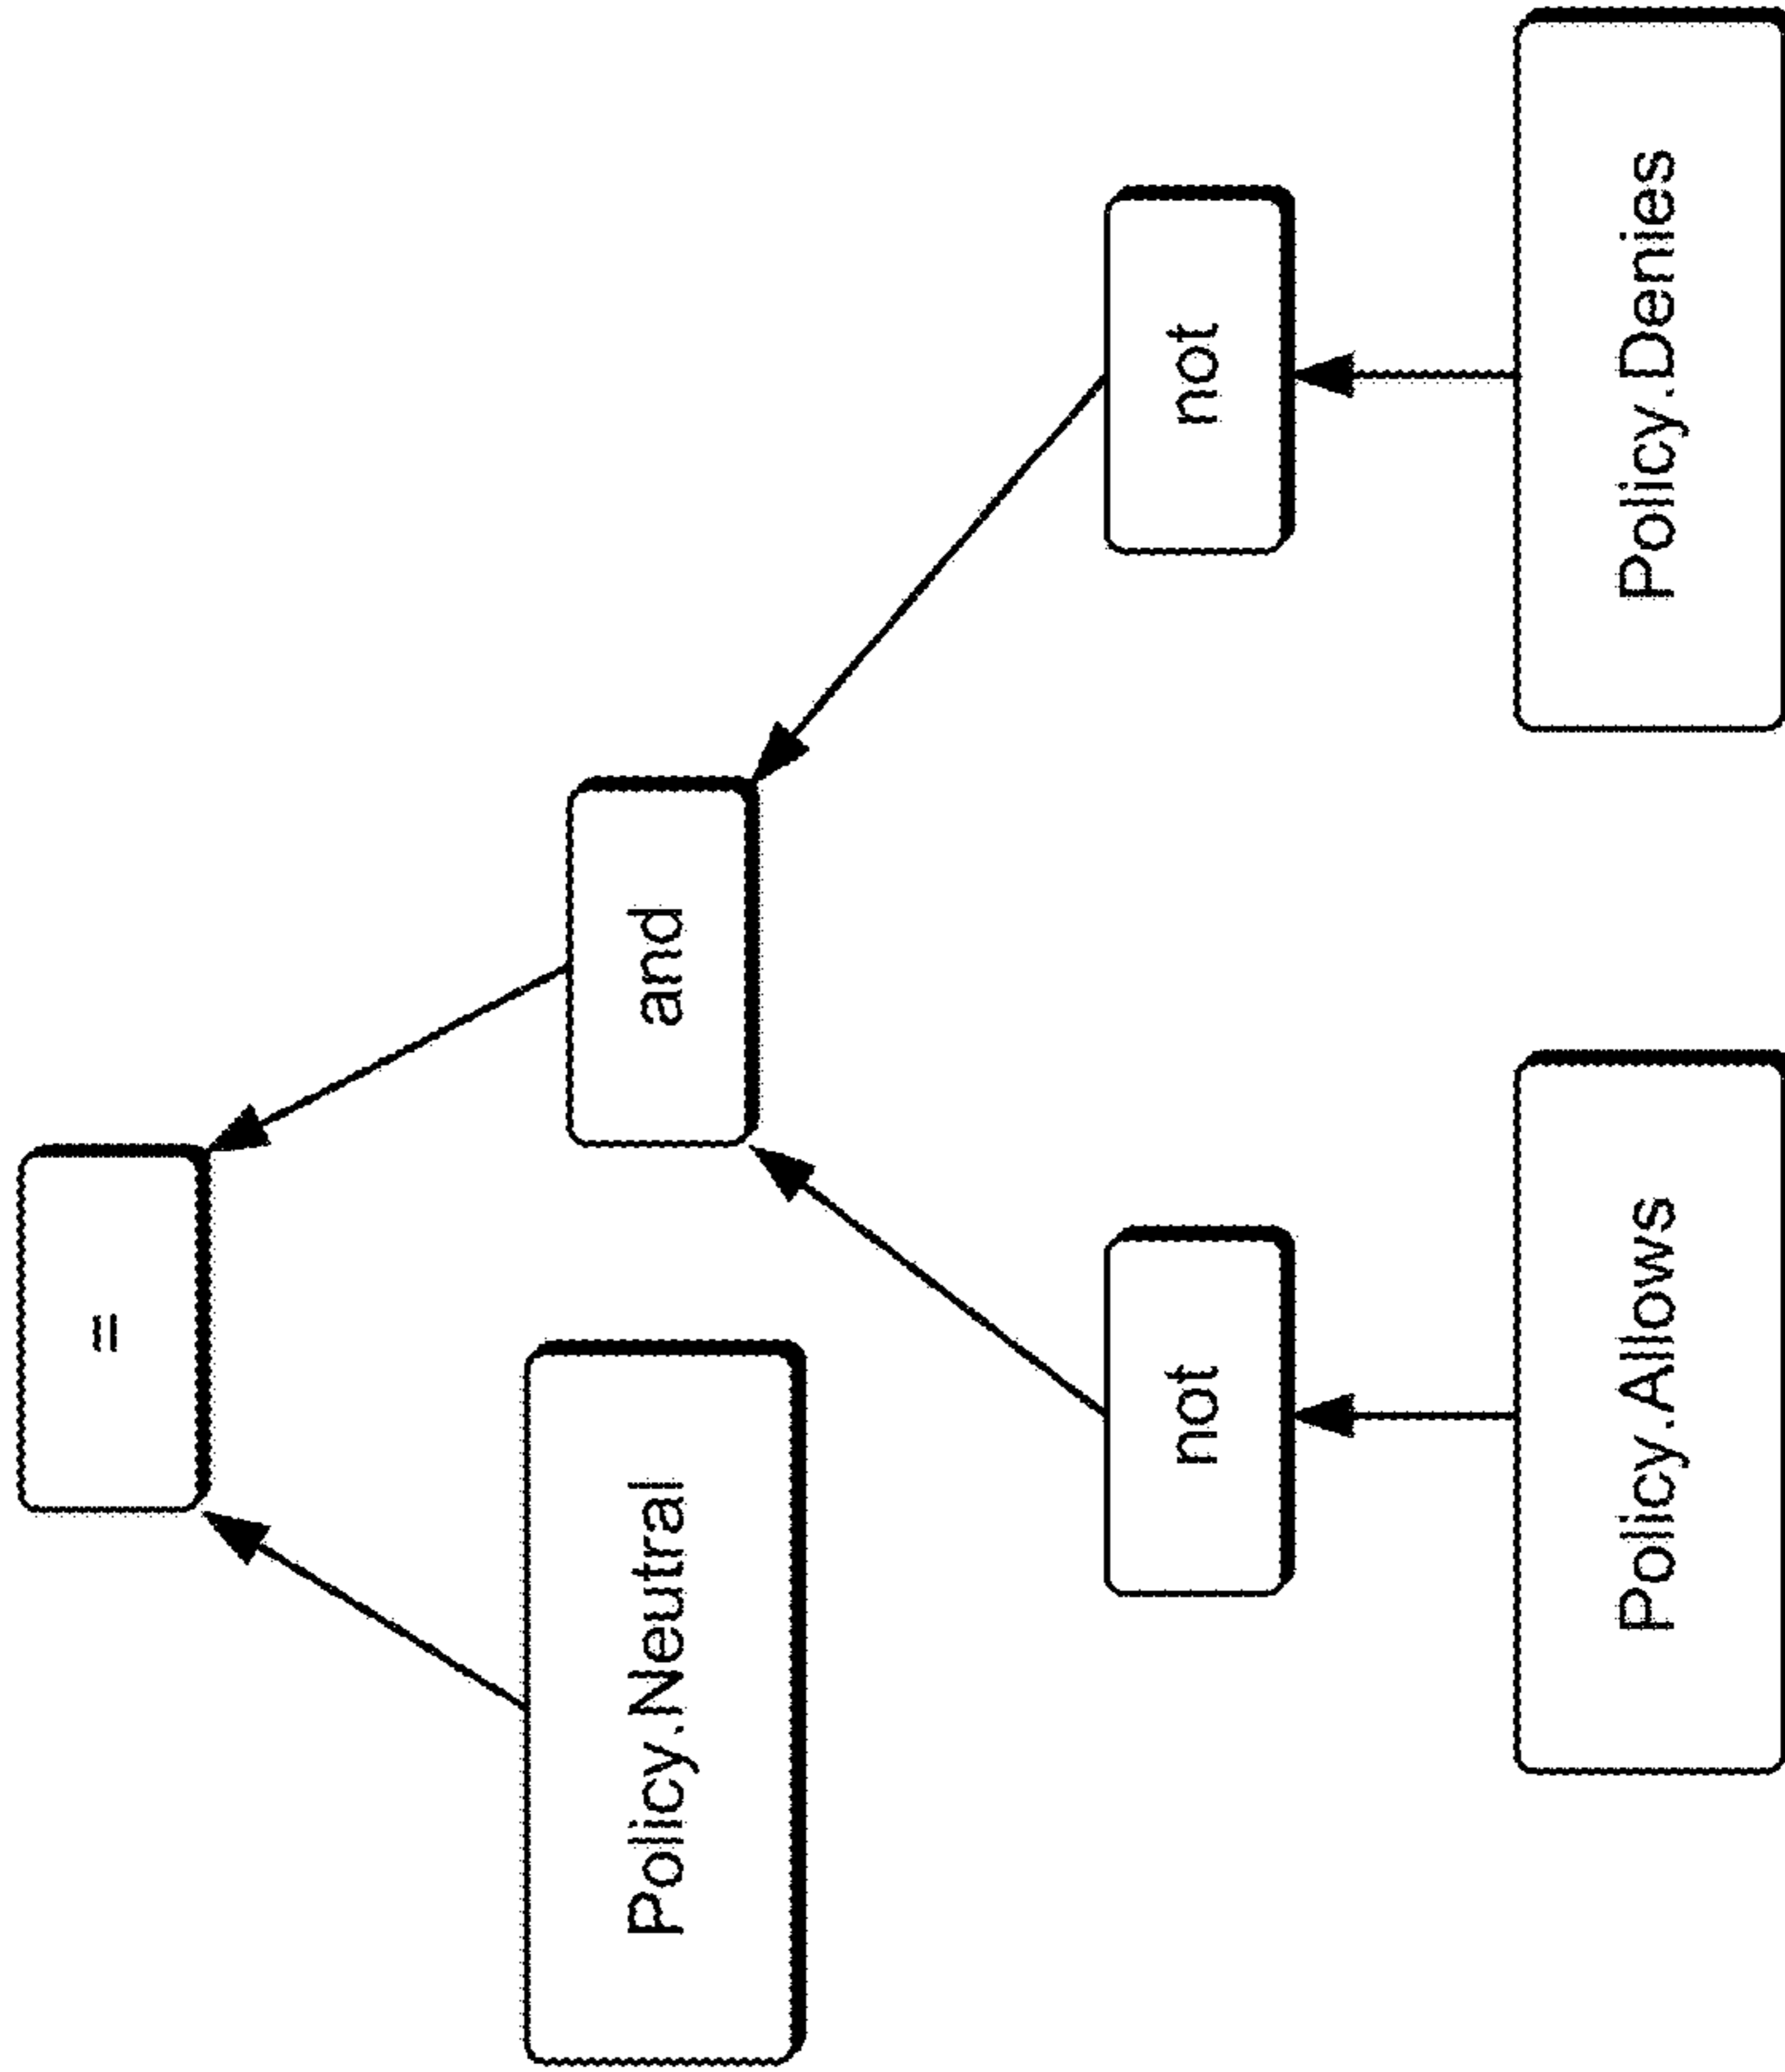 =
Policy.Neutral
and
not
not
Policy.Allows
Policy.Denies